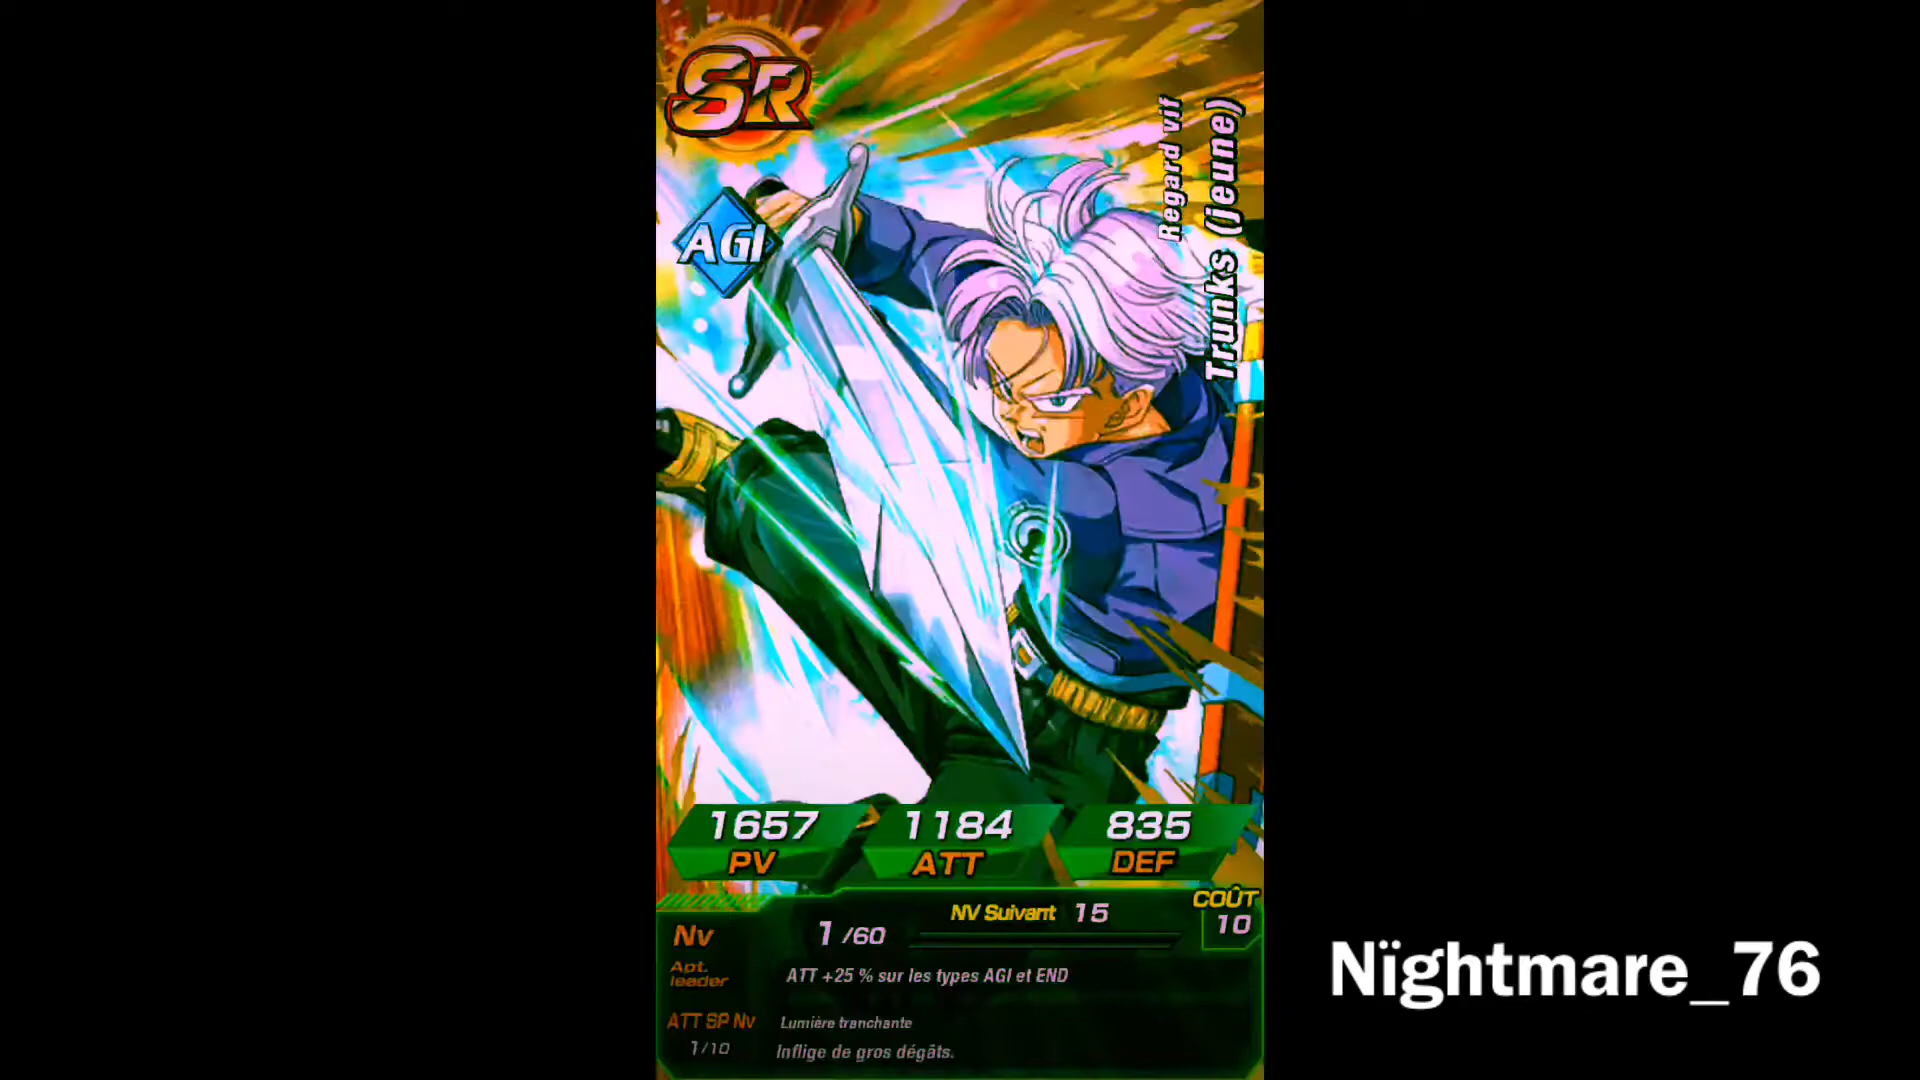 SR
AGI
Regard vif
Trunks (jeune)
1657 1184 835
PV ATT DEF
COÛT
NV Suivant 15
10
Nv 1/60
Apt. leader
ATT +25 % sur les types AGI et END
ATT SP Nv Lumière tranchante
1/10 Inflige de gros dégâts.
Nïghtmare_76